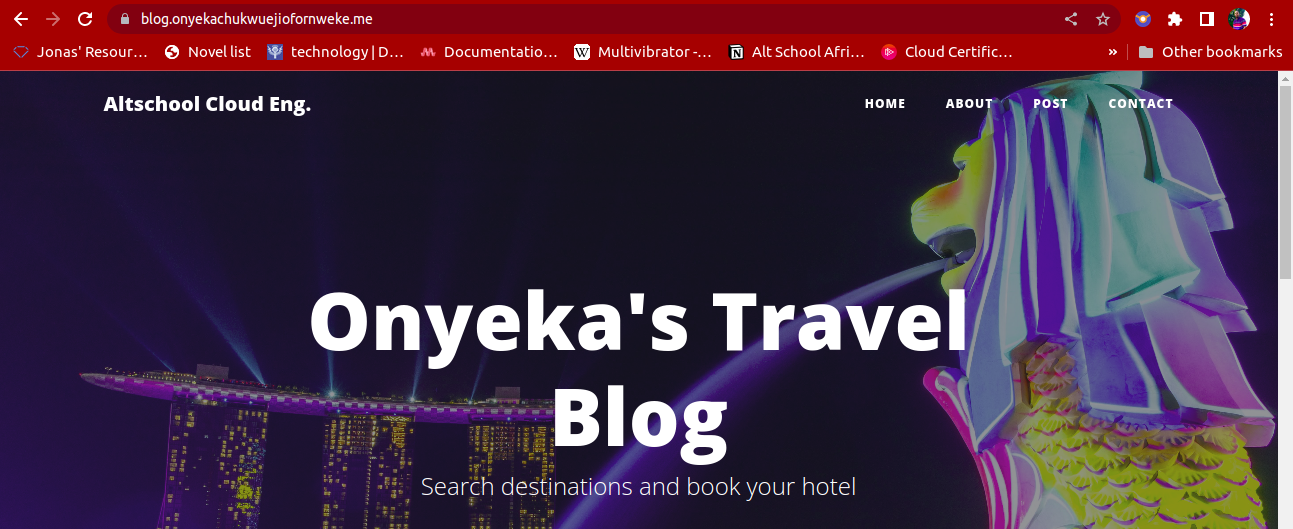 blog.onyekachukwuejiofornweke.me
Jonas' Resour… Novel list technology | D… Documentatio… Multivibrator -… Alt School Afri… Cloud Certific… » Other bookmarks
Altschool Cloud Eng. HOME ABOUT POST CONTACT
Onyeka's Travel
Blog
Search destinations and book your hotel